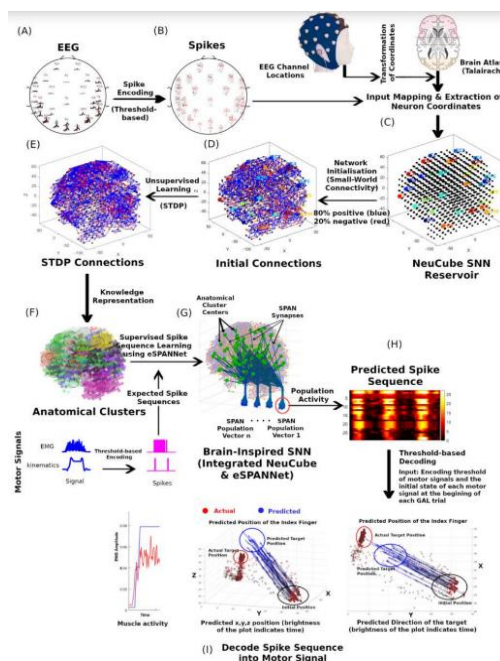 (A)
EEG
Spike
Encoding
(Threshold-
based)
(B)
Spikes
EEG Channel
Locations
Transformation
of Coordinates
Brain Atlas
(Talairach)
Input Mapping & Extraction of
Neuron Coordinates
(C)
NeuCube SNN
Reservoir
Network
Initialisation
(Small-World
Connectivity)
80% positive (blue)
20% negative (red)
(D)
Initial Connections
Unsupervised
Learning
(STDP)
(E)
STDP Connections
Knowledge
Representation
(F)
Anatomical Clusters
Supervised Spike
Sequence Learning
using eSPANNet
Expected Spike
Sequences
Motor Signals
EMG
kinematics
Signal
Threshold-based
Encoding
Spikes
(G)
Anatomical
Cluster
Centers
SPAN
Synapses
SPAN
Population
Vector n
SPAN
Population
Vector 1
Brain-Inspired SNN
(Integrated NeuCube
& eSPANNet)
Population
Activity
(H)
Predicted Spike
Sequence
Threshold-based
Decoding
Input: Encoding threshold
of motor signals and the
initial state of each motor
signal at the begining of
each GAL trial
Actual
Predicted
EMG Amplitude
Time
Muscle activity
Predicted Position of the Index Finger
Predicted Target
Position
Actual Target
Position
Initial Position
Z
Y
X
Predicted x,y,z position (brightness
of the plot indicates time)
Predicted Position of the Index Finger
Actual Target Position
Predicted Target
Initial
Position
Y
X
Predicted Direction of the target
(brightness of the plot indicates time)
(I) Decode Spike Sequence
into Motor Signal